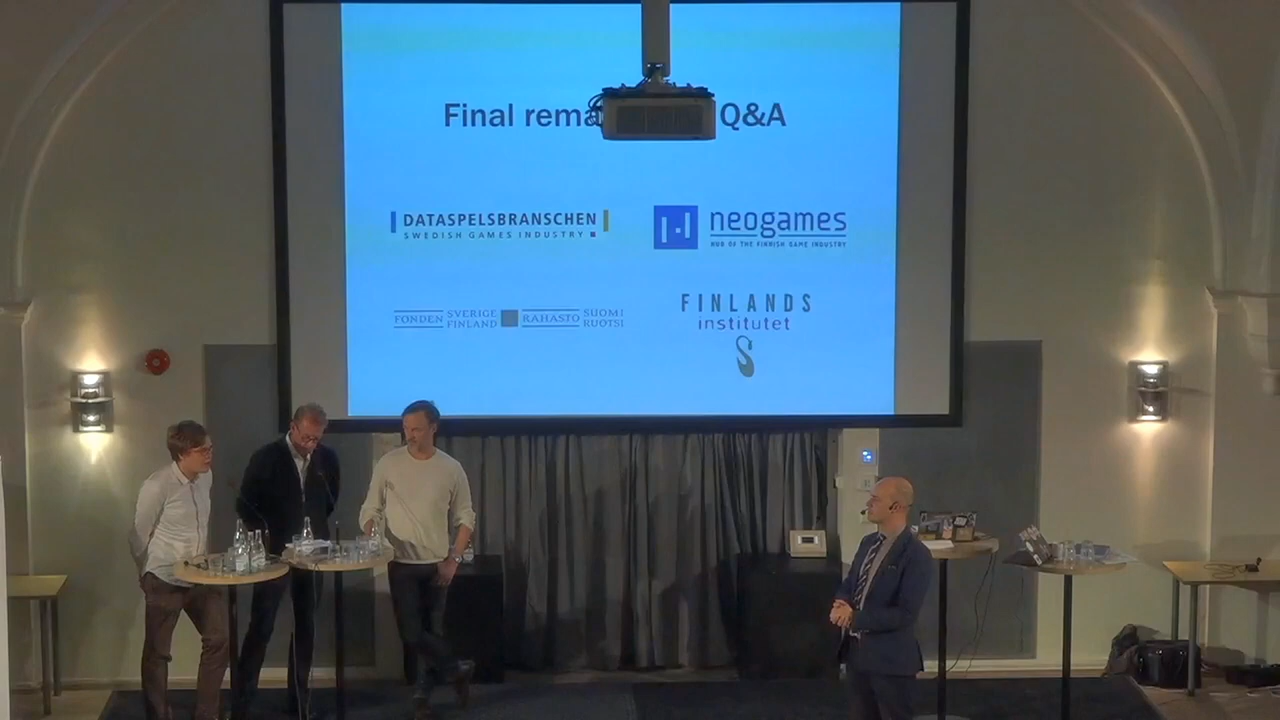 Final rema Q&A
DATASPELSBRANSCHEN
SWEDISH GAMES INDUSTRY
neogames
HUB OF THE FINNISH GAME INDUSTRY
FONDEN SVERIGE FINLAND RAHASTO SUOMI RUOTSI
FINLANDS
institutet